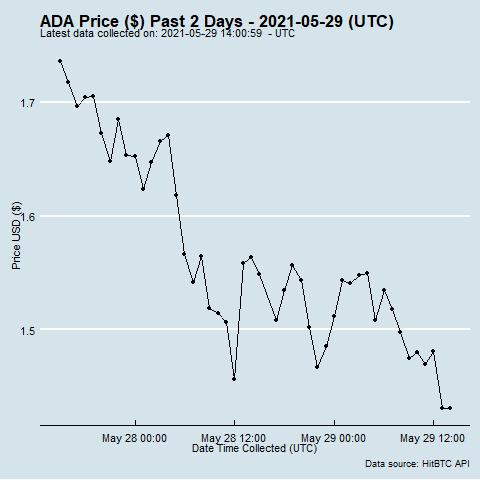 ADA Price ($) Past 2 Days - 2021-05-29 (UTC)
Latest data collected on: 2021-05-29 14:00:59 - UTC
1.7
1.6
1.5
Price USD ($)
May 28 00:00
May 28 12:00
May 29 00:00
May 29 12:00
Date Time Collected (UTC)
Data source: HitBTC API